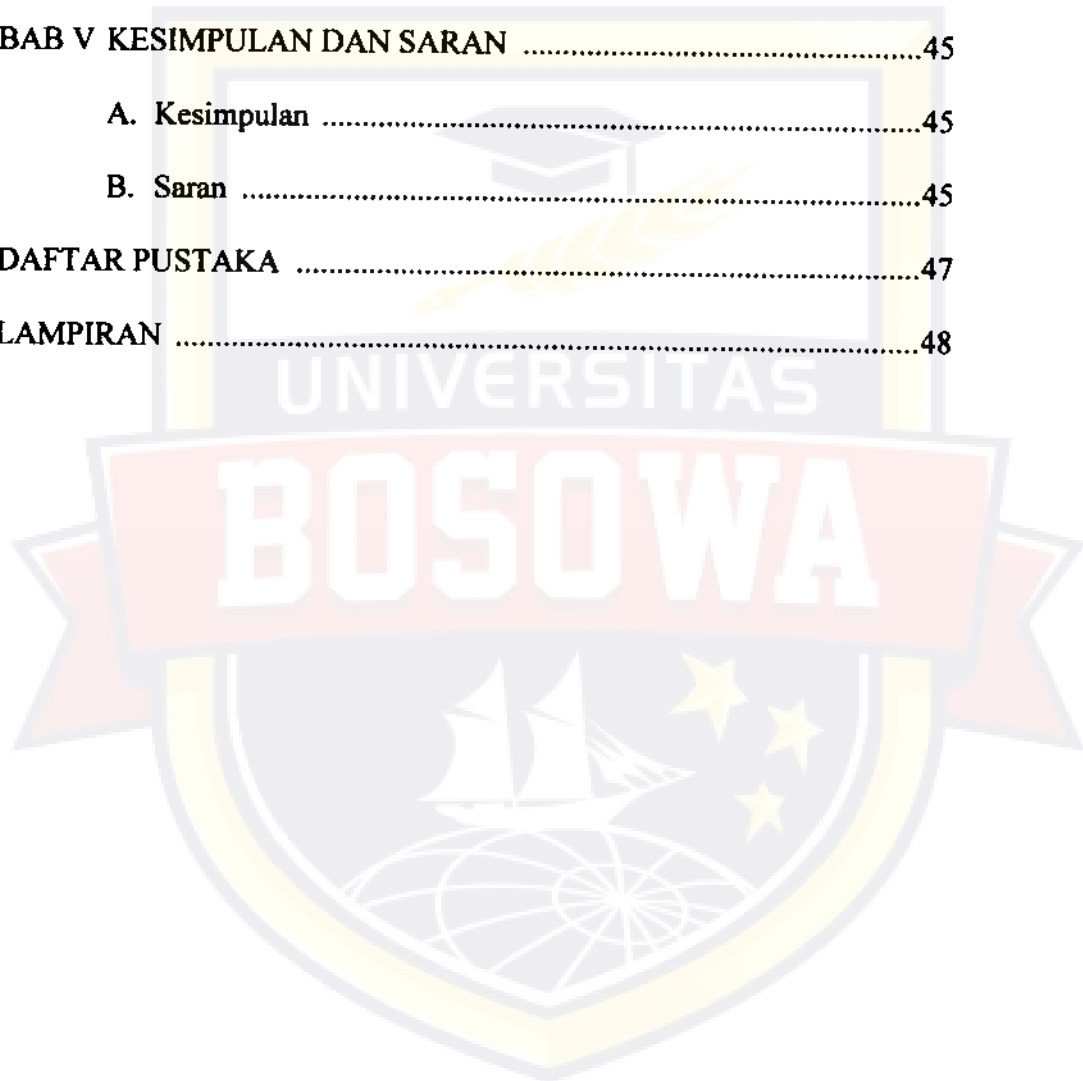 BAB V KESIMPULAN DAN SARAN ........................................45
A. Kesimpulan ........................................45
B. Saran ........................................45
DAFTAR PUSTAKA ........................................47
LAMPIRAN ........................................48
UNIVERSITAS
BOSOWA